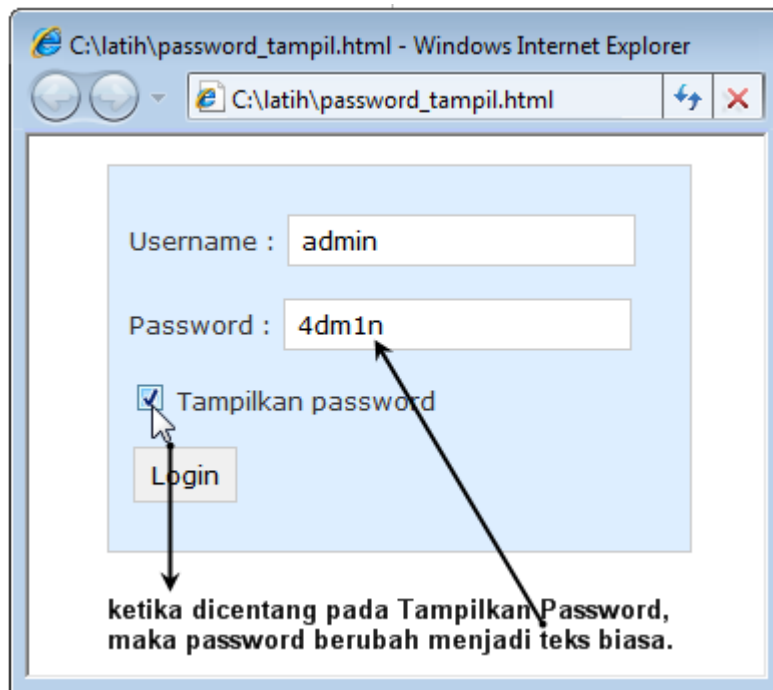 C:\latih\password_tampil.html - Windows Internet Explorer
C:\latih\password_tampil.html
Username : admin
Password : 4dm1n
Tampilkan password
Login
ketika dicentang pada Tampilkan Password,
maka password berubah menjadi teks biasa.